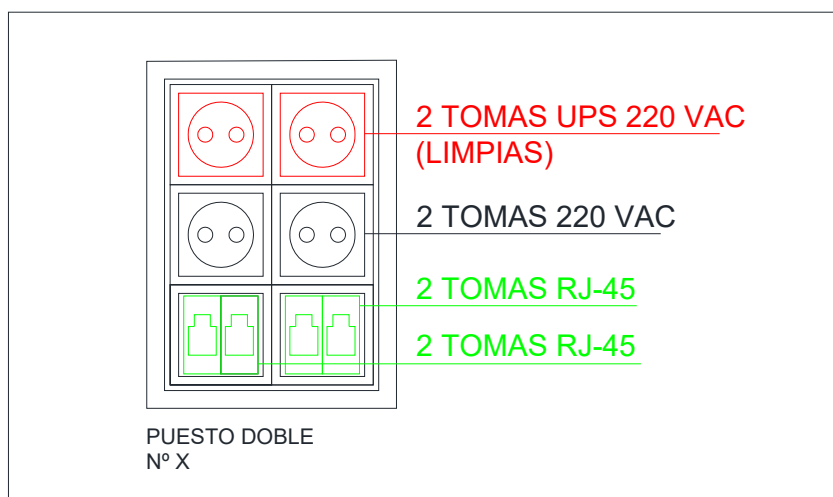 2 TOMAS UPS 220 VAC
(LIMPIAS)
2 TOMAS 220 VAC
2 TOMAS RJ-45
2 TOMAS RJ-45
PUESTO DOBLE
Nº X